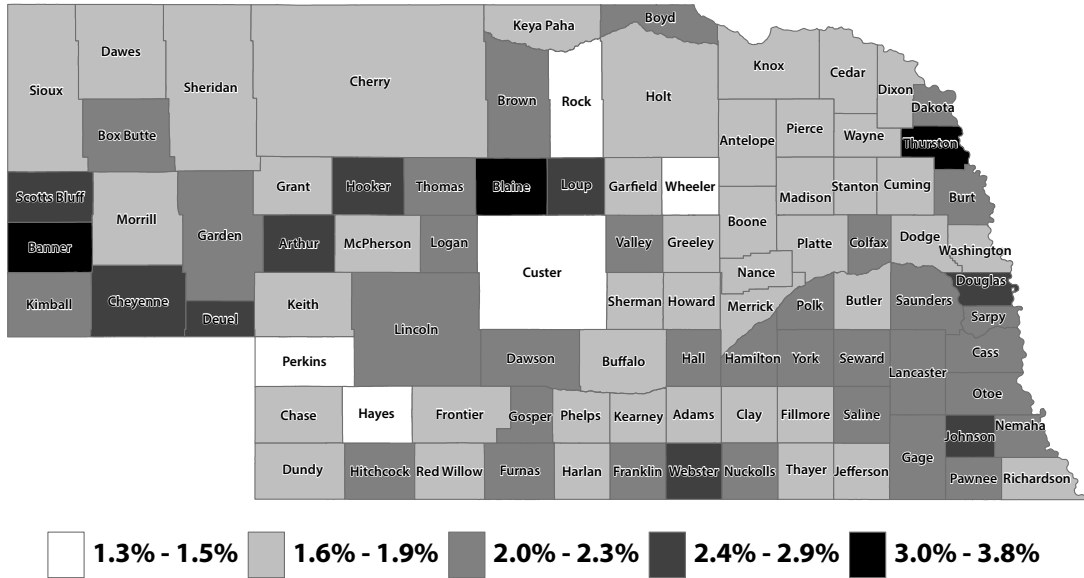 Keya Paha
Boyd
Dawes
Sioux
Sheridan
Cherry
Brown
Rock
Holt
Knox
Cedar
Dixon
Dakota
Box Butte
Antelope
Pierce
Wayne
Thurston
Scotts Bluff
Morrill
Grant
Hooker
Thomas
Blaine
Loup
Garfield
Wheeler
Madison
Stanton
Cuming
Burt
Banner
Garden
Arthur
McPherson
Logan
Custer
Valley
Greeley
Boone
Platte
Colfax
Dodge
Washington
Nance
Kimball
Cheyenne
Deuel
Keith
Lincoln
Sherman
Howard
Merrick
Polk
Butler
Saunders
Douglas
Sarpy
Perkins
Dawson
Buffalo
Hall
Hamilton
York
Seward
Lancaster
Cass
Otoe
Chase
Hayes
Frontier
Gosper
Phelps
Kearney
Adams
Clay
Fillmore
Saline
Johnson
Nemaha
Dundy
Hitchcock
Red Willow
Furnas
Harlan
Franklin
Webster
Nuckolls
Thayer
Jefferson
Gage
Pawnee
Richardson
1.3% - 1.5% 1.6% - 1.9% 2.0% - 2.3% 2.4% - 2.9% 3.0% - 3.8%